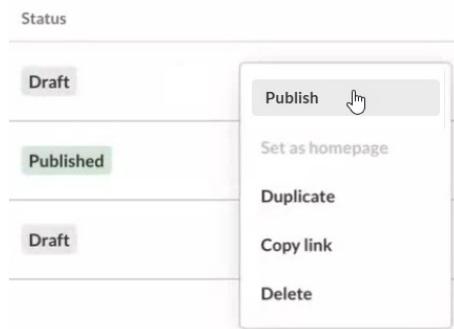 Status
Draft
Published
Draft
Publish
Set as homepage
Duplicate
Copy link
Delete